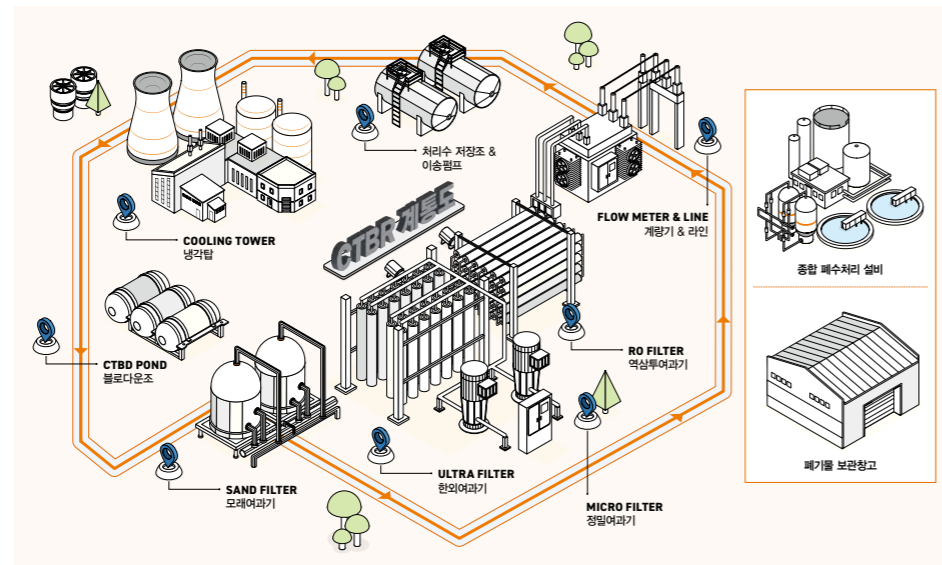 처리수 저장조 &
이송펌프
FLOW METER & LINE
계량기 & 라인
CTBR 계통도
COOLING TOWER
냉각탑
종합 폐수처리 설비
CTBD POND
블로다운조
RO FILTER
역삼투여과기
SAND FILTER
모래여과기
ULTRA FILTER
한외여과기
MICRO FILTER
정밀여과기
폐기물 보관창고